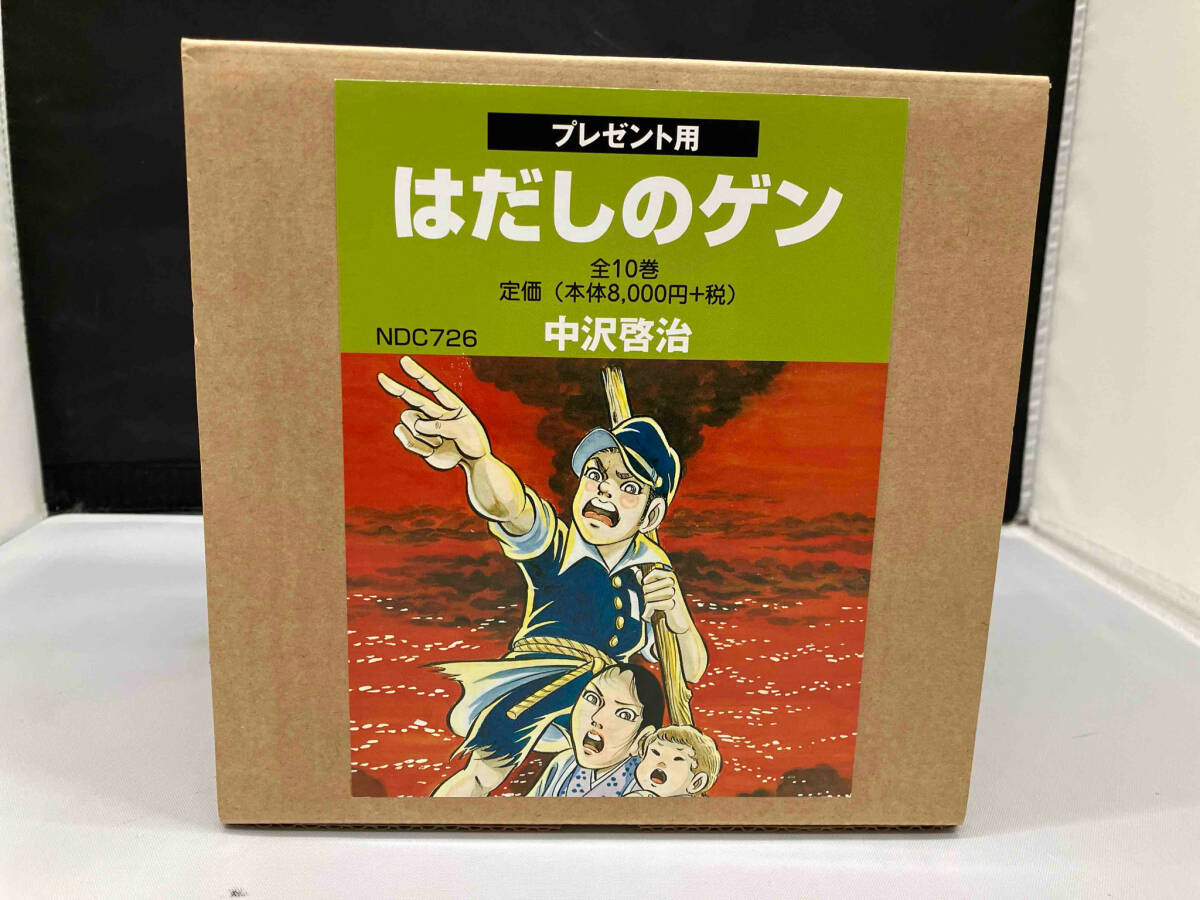 プレゼント用
はだしのゲン
全10巻
定価（本体8,000円+税）
NDC726 中沢啓治